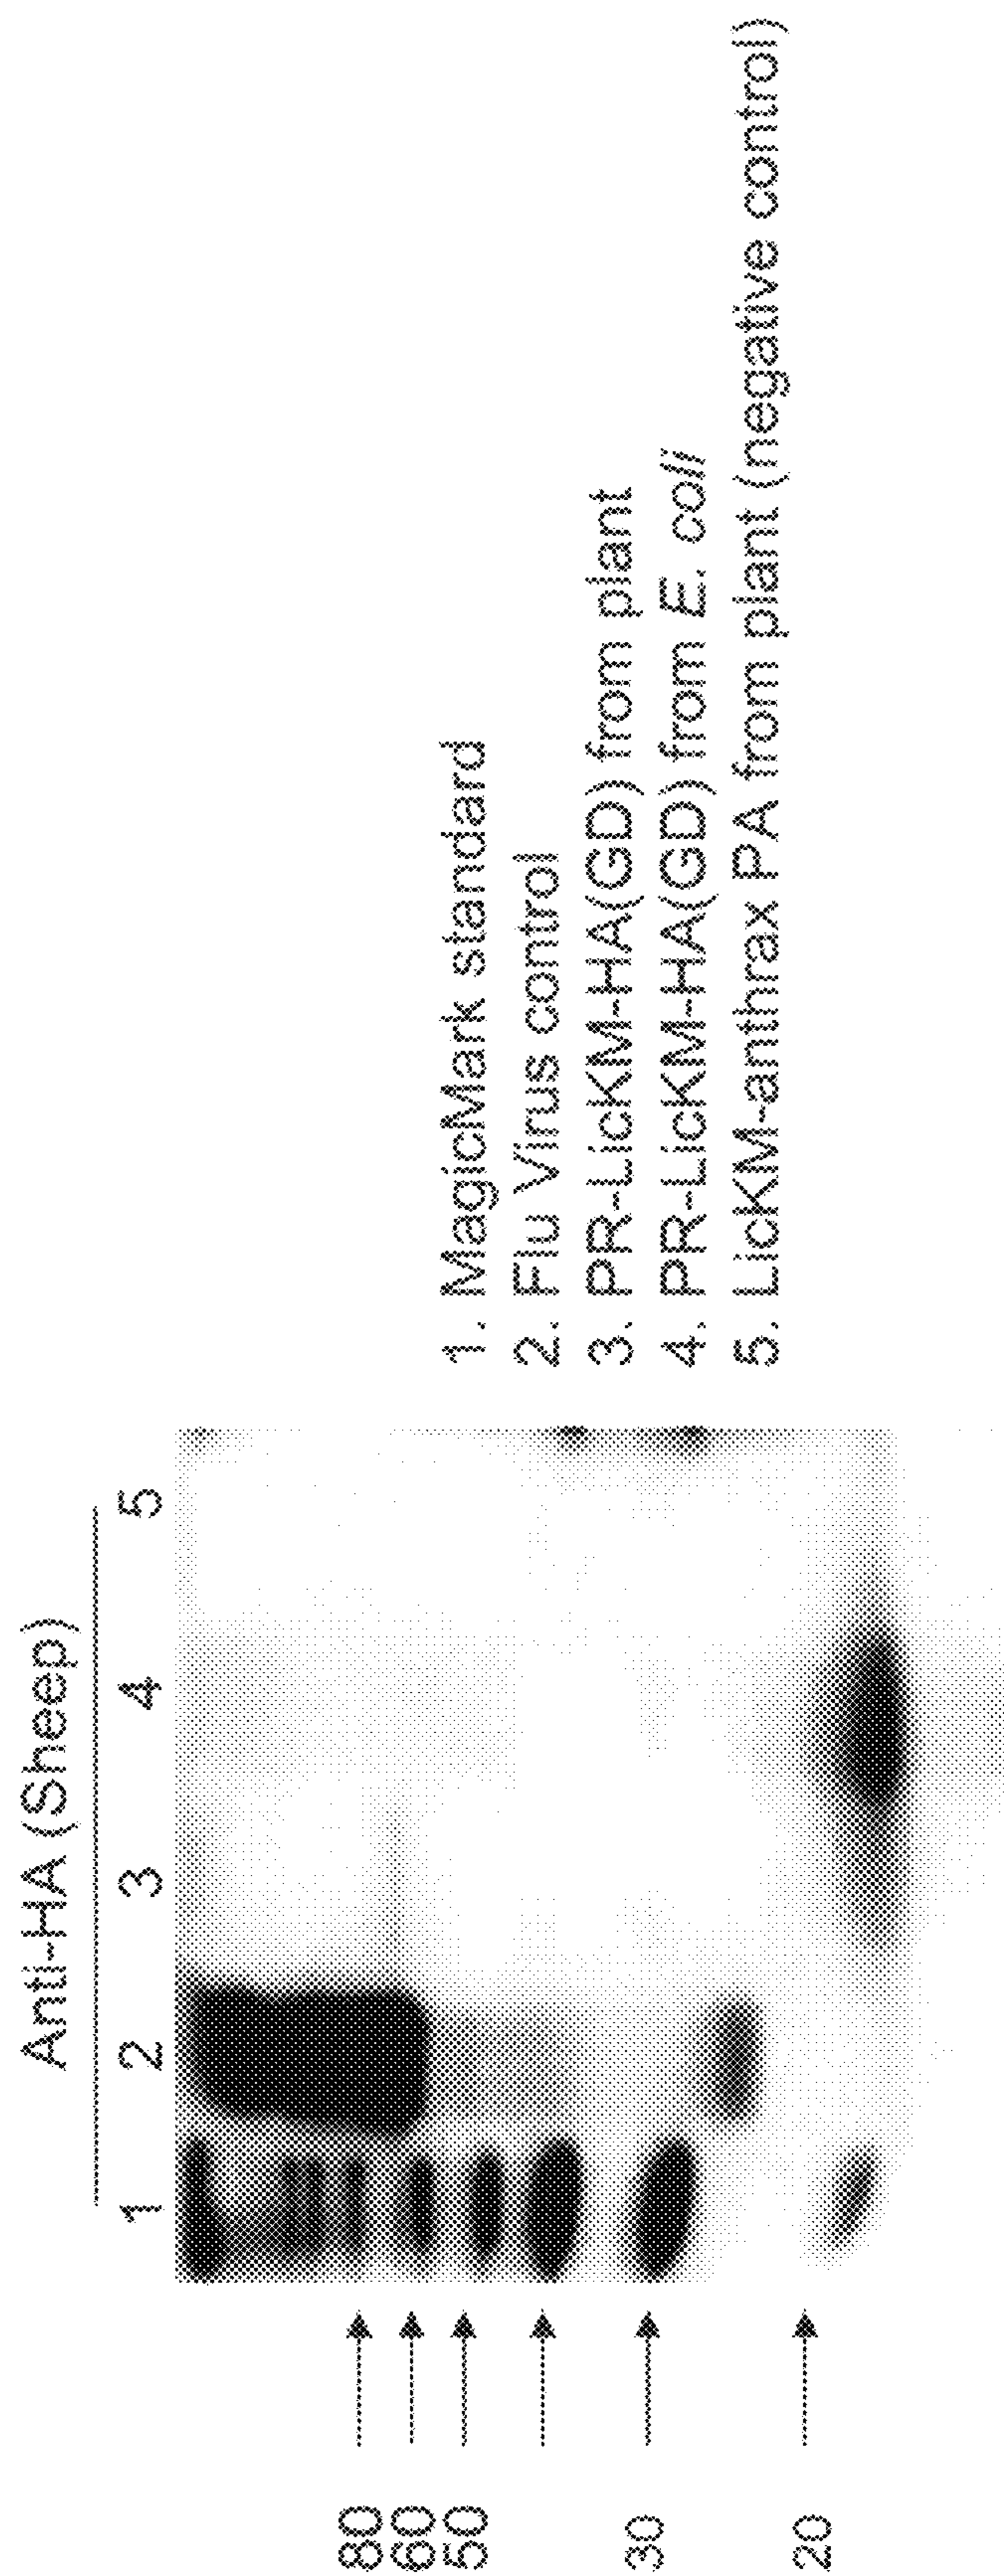 Anti-HA (Sheep)
1 2 3 4 5
80
60
50
30
20
1. MagicMark standard
2. Flu Virus control
3. PR-LicKM-HA(GD) from plant
4. PR-LicKM-HA(GD) from E. coli
5. LicKM-anthrax PA from plant (negative control)